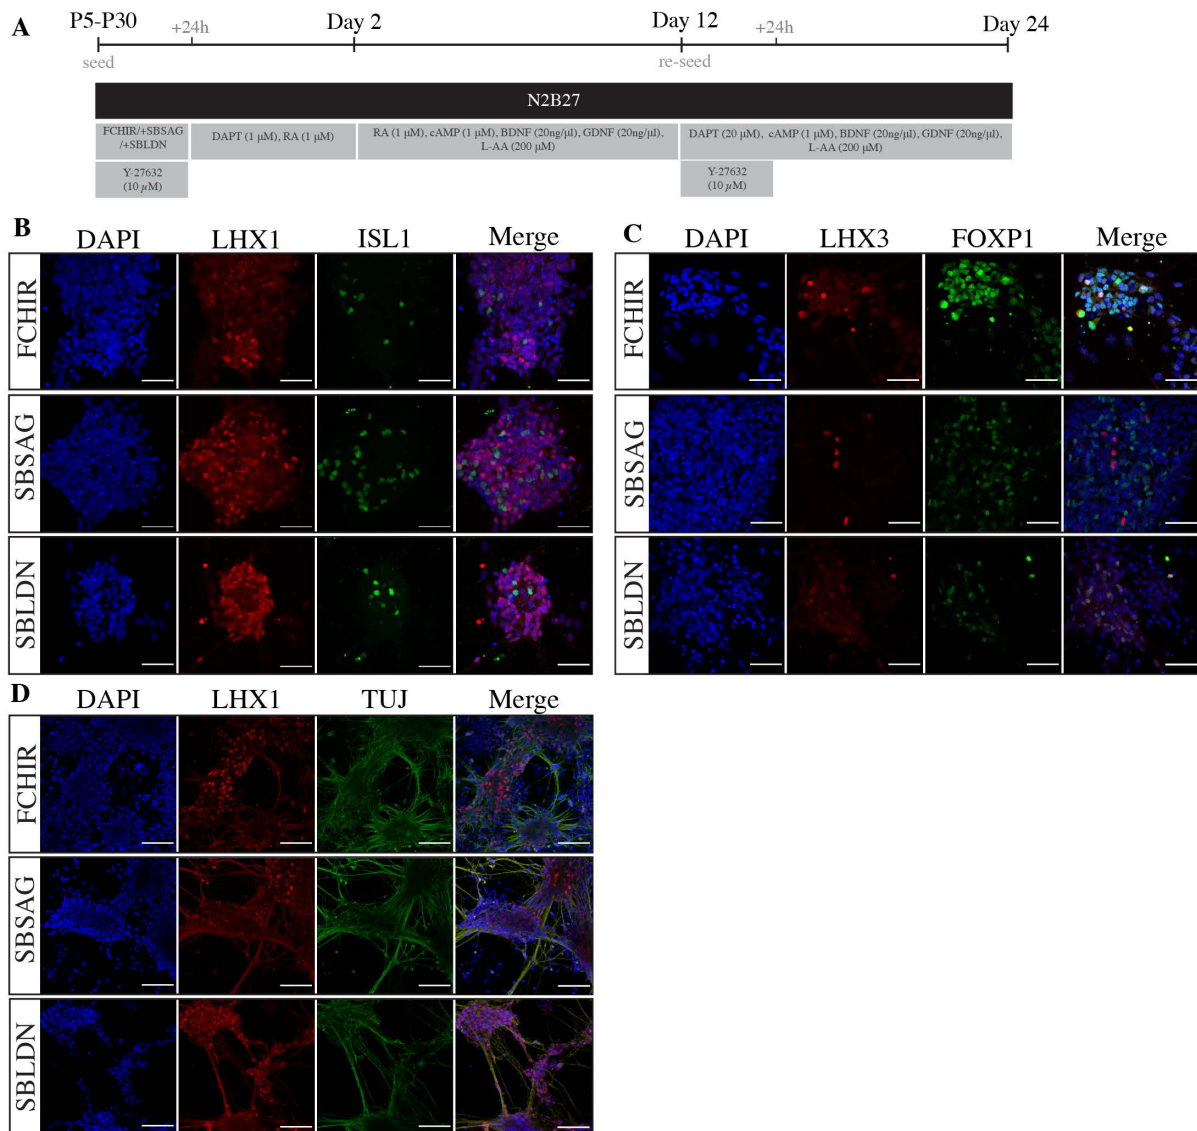 A
P5-P30
+24h
Day 2
Day 12
+24h
Day 24
seed
re-seed
N2B27
FCHIR/+SBSAG
/+SBLDN
DAPT (1 μM), RA (1 μM)
RA (1 μM), cAMP (1 μM), BDNF (20ng/μl), GDNF (20ng/μl),
L-AA (200 μM)
DAPT (20 μM), cAMP (1 μM), BDNF (20ng/μl), GDNF (20ng/μl),
L-AA (200 μM)
Y-27632
(10 μM)
Y-27632
(10 μM)
B
DAPI LHX1 ISL1 Merge
FCHIR
SBSAG
SBLDN
C
DAPI LHX3 FOXP1 Merge
FCHIR
SBSAG
SBLDN
D
DAPI LHX1 TUJ Merge
FCHIR
SBSAG
SBLDN